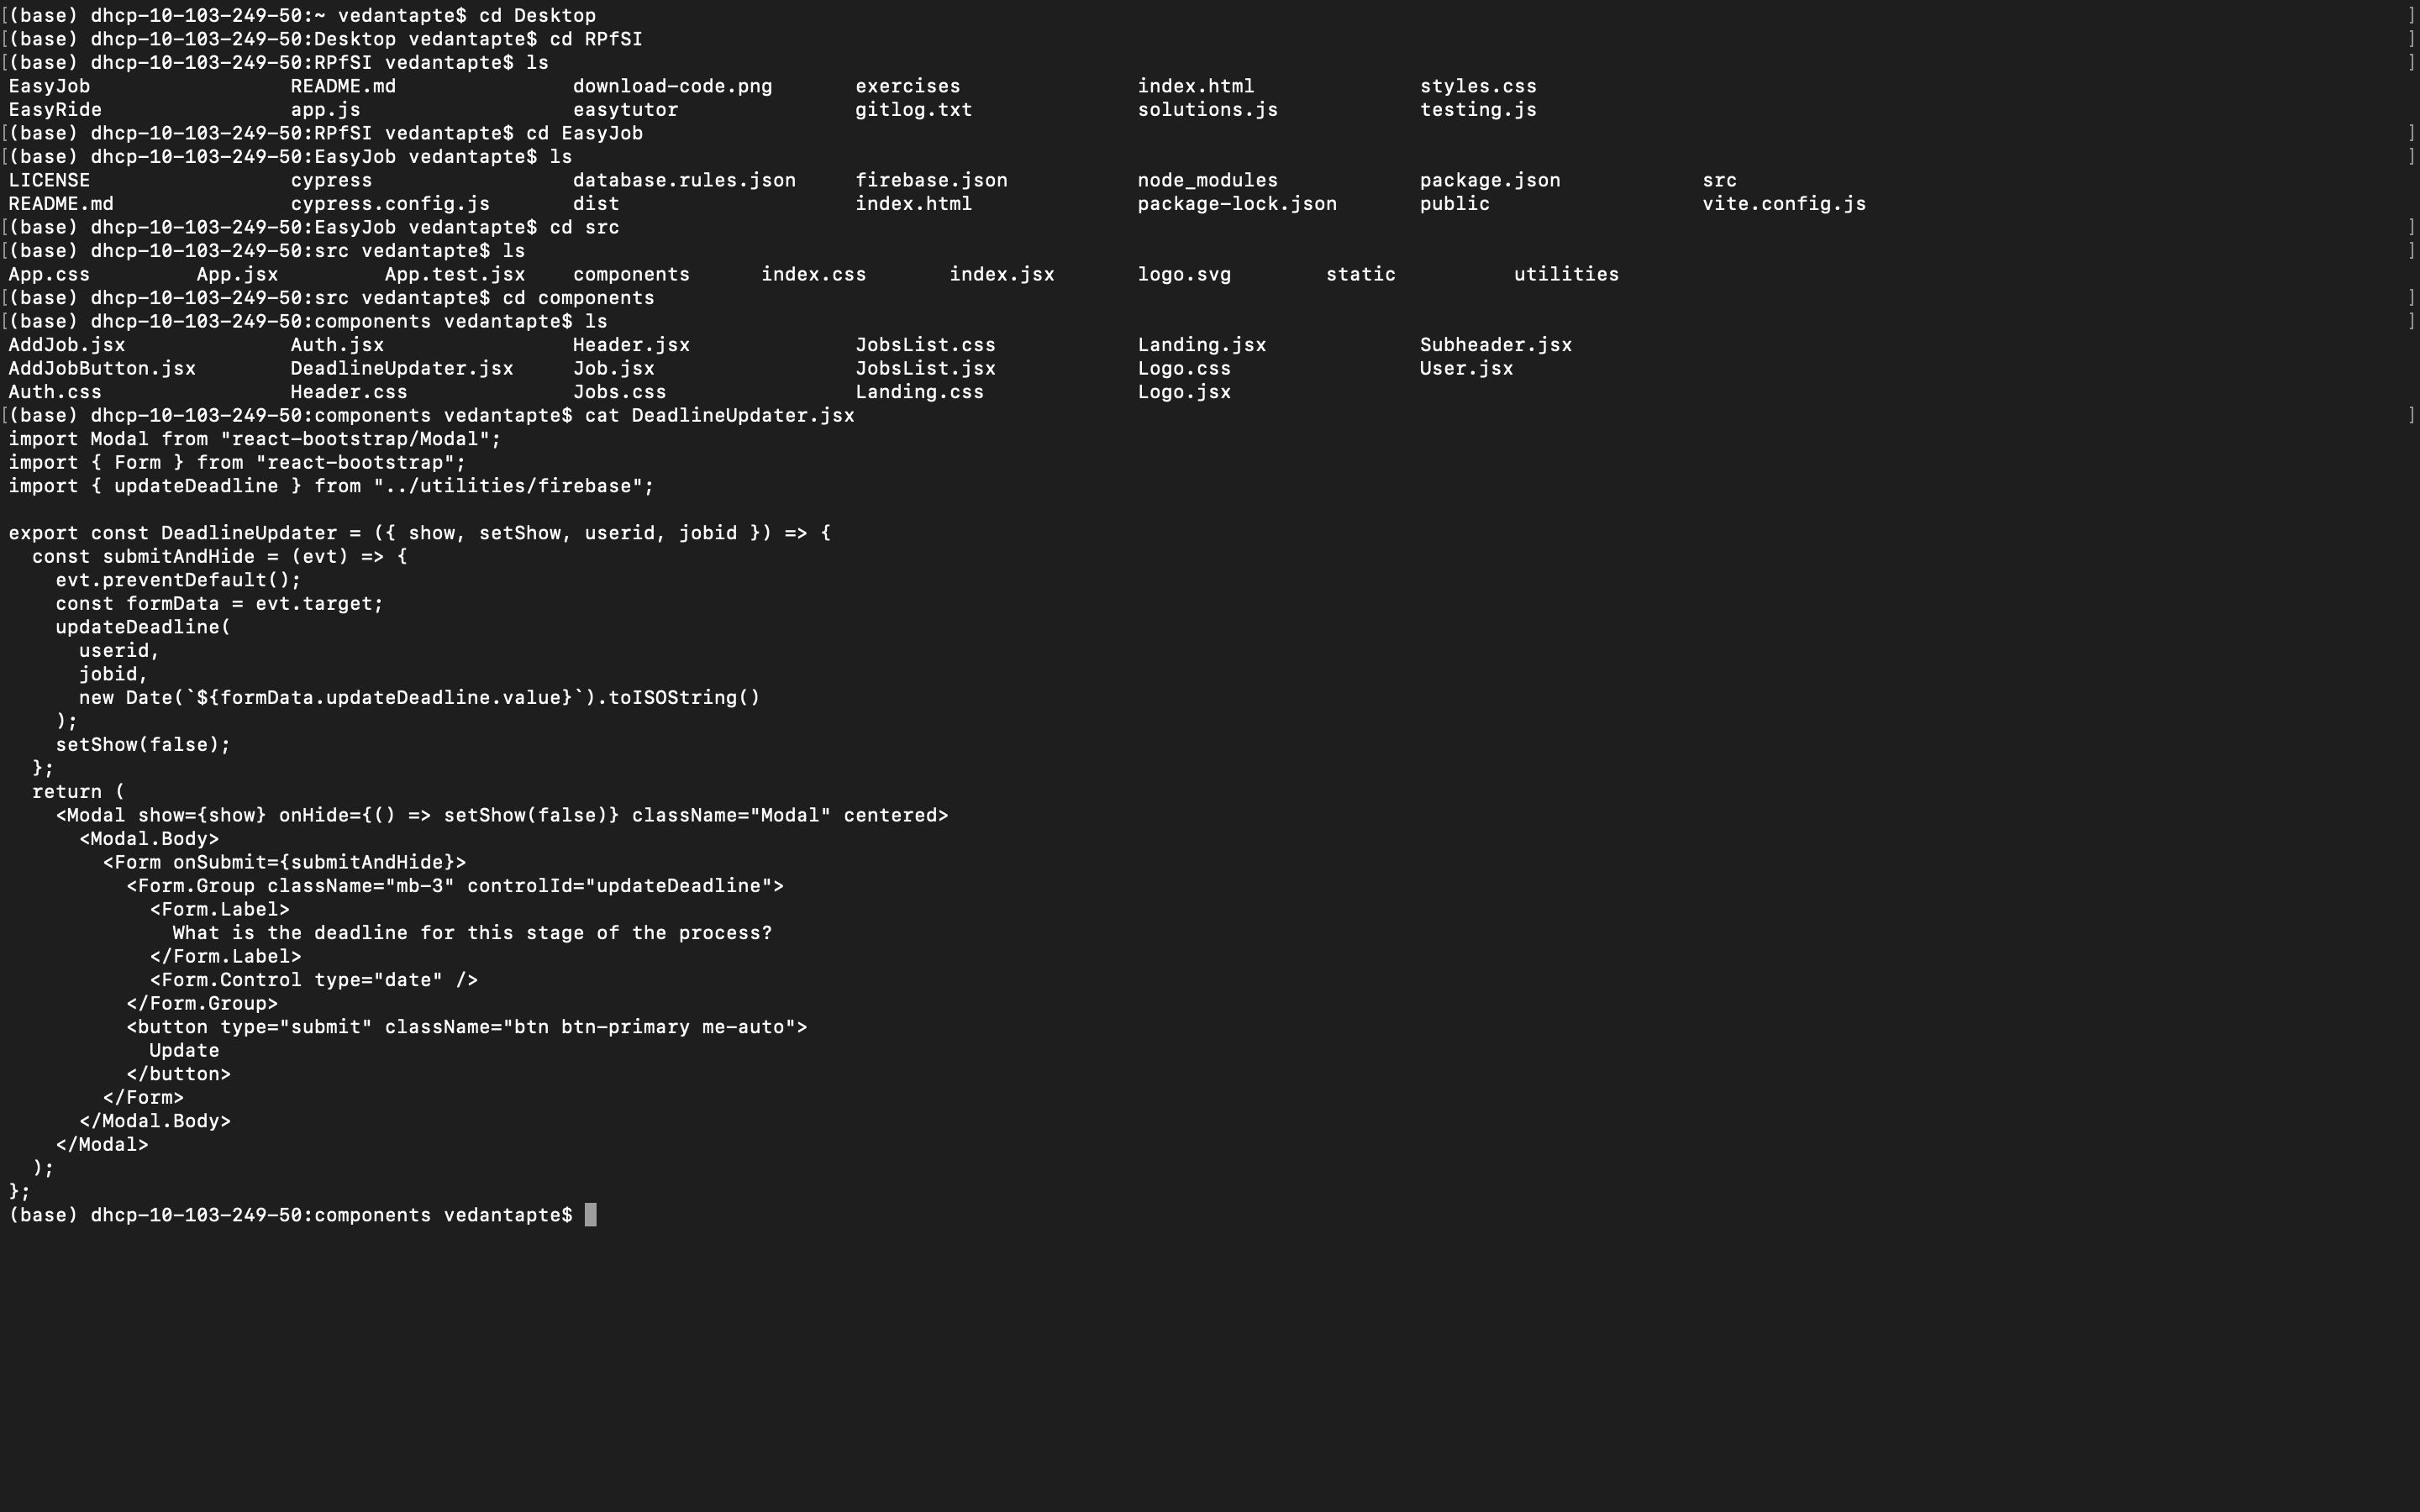 [(base) dhcp-10-103-249-50:~ vedantapte$ cd Desktop ]
[(base) dhcp-10-103-249-50:Desktop vedantapte$ cd RPfSI ]
[(base) dhcp-10-103-249-50:RPfSI vedantapte$ ls ]
EasyJob README.md download-code.png exercises index.html styles.css
EasyRide app.js easytutor gitlog.txt solutions.js testing.js
[(base) dhcp-10-103-249-50:RPfSI vedantapte$ cd EasyJob ]
[(base) dhcp-10-103-249-50:EasyJob vedantapte$ ls ]
LICENSE cypress database.rules.json firebase.json node_modules package.json src
README.md cypress.config.js dist index.html package-lock.json public vite.config.js
[(base) dhcp-10-103-249-50:EasyJob vedantapte$ cd src ]
[(base) dhcp-10-103-249-50:src vedantapte$ ls ]
App.css App.jsx App.test.jsx components index.css index.jsx logo.svg static utilities
[(base) dhcp-10-103-249-50:src vedantapte$ cd components ]
[(base) dhcp-10-103-249-50:components vedantapte$ ls ]
AddJob.jsx Auth.jsx Header.jsx JobsList.css Landing.jsx Subheader.jsx
AddJobButton.jsx DeadlineUpdater.jsx Job.jsx JobsList.jsx Logo.css User.jsx
Auth.css Header.css Jobs.css Landing.css Logo.jsx
[(base) dhcp-10-103-249-50:components vedantapte$ cat DeadlineUpdater.jsx ]
import Modal from "react-bootstrap/Modal";
import { Form } from "react-bootstrap";
import { updateDeadline } from "../utilities/firebase";

export const DeadlineUpdater = ({ show, setShow, userid, jobid }) => {
  const submitAndHide = (evt) => {
    evt.preventDefault();
    const formData = evt.target;
    updateDeadline(
      userid,
      jobid,
      new Date(`${formData.updateDeadline.value}`).toISOString()
    );
    setShow(false);
  };
  return (
    <Modal show={show} onHide={() => setShow(false)} className="Modal" centered>
      <Modal.Body>
        <Form onSubmit={submitAndHide}>
          <Form.Group className="mb-3" controlId="updateDeadline">
            <Form.Label>
              What is the deadline for this stage of the process?
            </Form.Label>
            <Form.Control type="date" />
          </Form.Group>
          <button type="submit" className="btn btn-primary me-auto">
            Update
          </button>
        </Form>
      </Modal.Body>
    </Modal>
  );
};
(base) dhcp-10-103-249-50:components vedantapte$